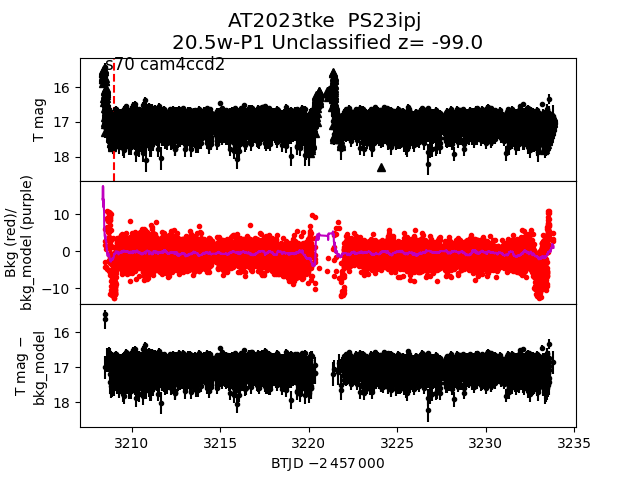 AT2023tke  PS23ipj
20.5w-P1 Unclassified z= -99.0
s70 cam4ccd2
T mag
16
17
18
Bkg (red)/
bkg_model (purple)
10
0
−10
T mag −
bkg_model
16
17
18
3210
3215
3220
3225
3230
3235
BTJD −2 457 000